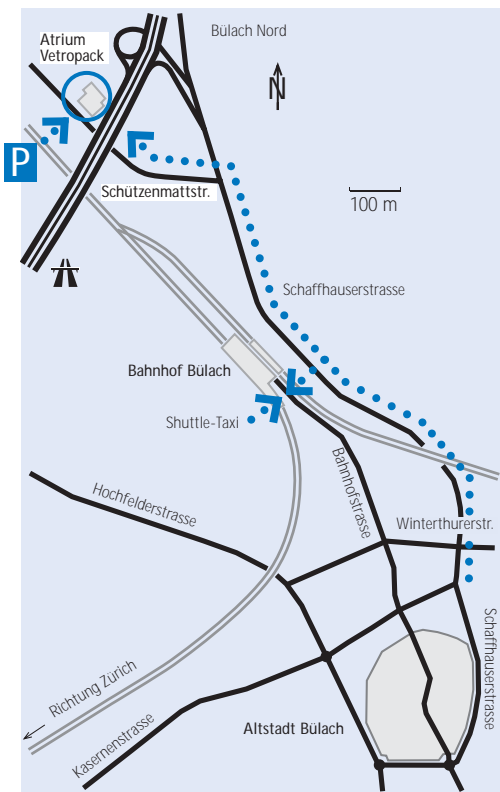 Atrium
Vetropack
Bülach Nord
N
P
Schützenmattstr.
100 m
Schaffhauserstrasse
Bahnhof Bülach
Shuttle-Taxi
Bahnhofstrasse
Hochfelderstrasse
Winterthurerstr.
Schaffhauserstrasse
Richtung Zürich
Altstadt Bülach
Kasernenstrasse